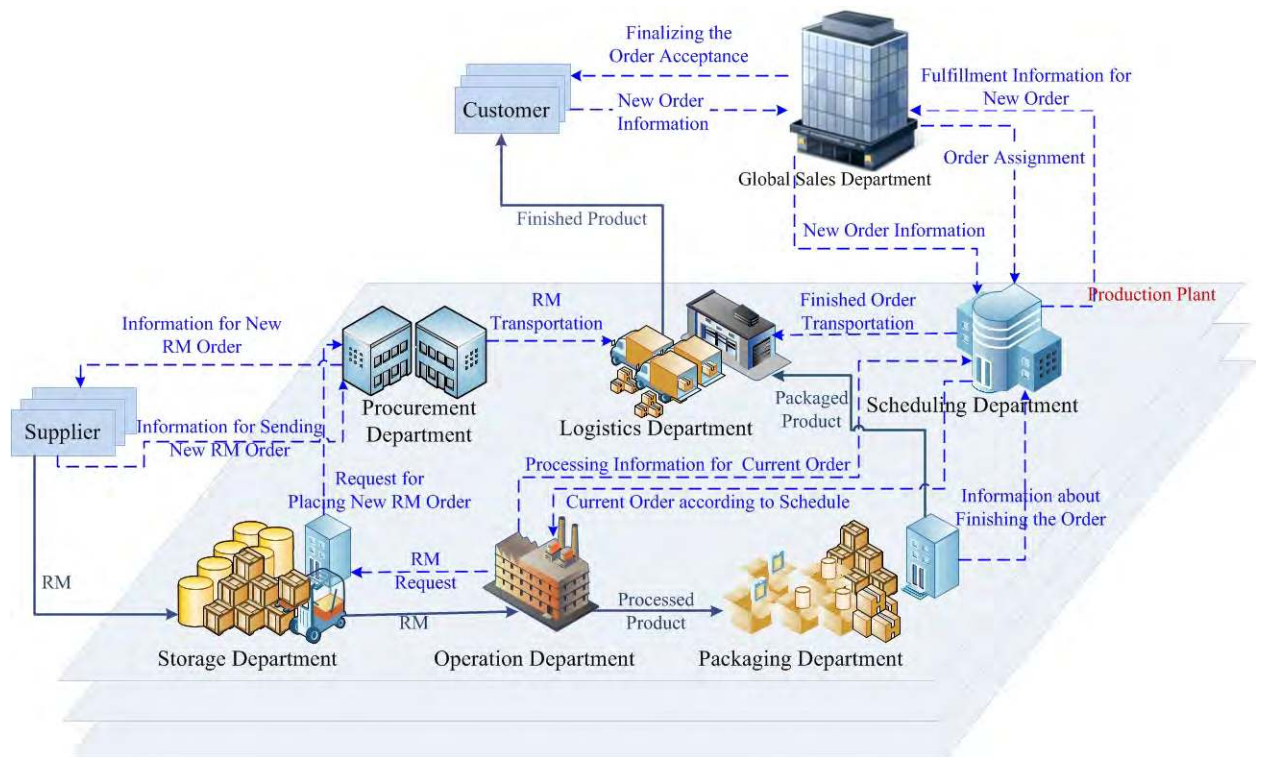 Finalizing the
Order Acceptance
Fulfillment Information for
New Order
Customer
New Order
Information
Order Assignment
Global Sales Department
Finished Product
New Order Information
Production Plant
Information for New
RM Order
RM
Transportation
Finished Order
Transportation
Procurement
Department
Packaged
Product
Scheduling Department
Supplier
Information for Sending
New RM Order
Logistics Department
Processing Information for Current Order
Request for
Placing New RM Order
Current Order according to Schedule
Information about
Finishing the Order
RM
RM
Request
RM
Processed
Product
Storage Department
Operation Department
Packaging Department